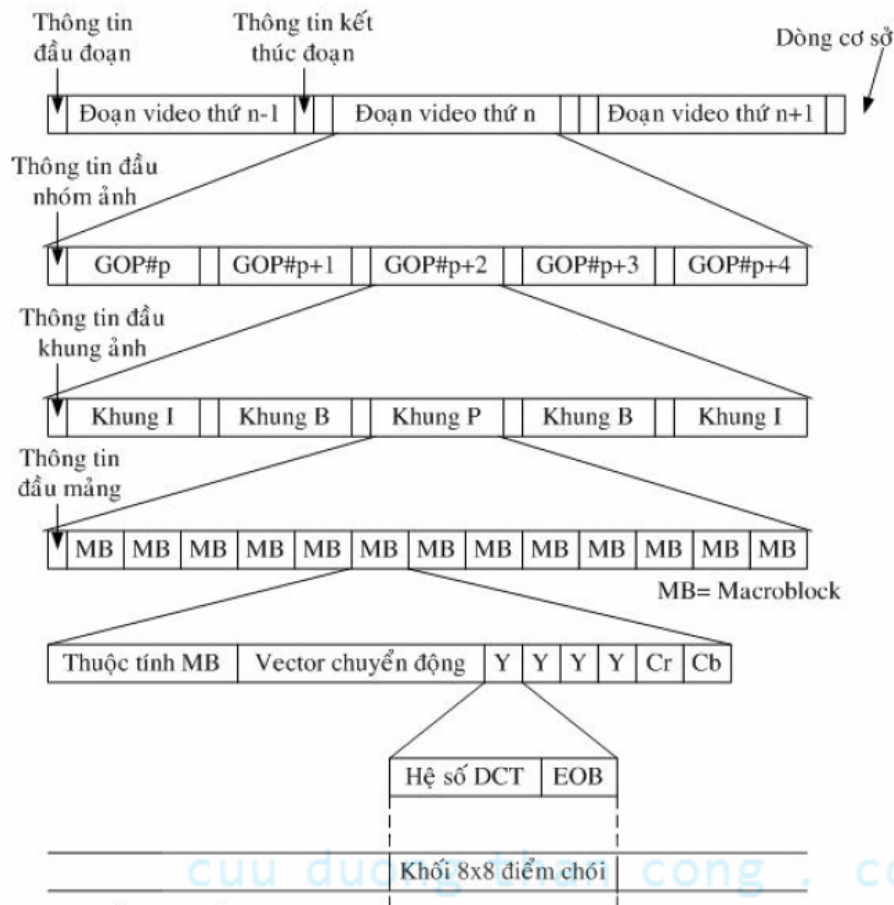 Thông tin
đầu đoạn
Thông tin kết
thúc đoạn
Dòng cơ sở
Đoạn video thứ n-1
Đoạn video thứ n
Đoạn video thứ n+1
Thông tin đầu
nhóm ảnh
GOP#p
GOP#p+1
GOP#p+2
GOP#p+3
GOP#p+4
Thông tin đầu
khung ảnh
Khung I
Khung B
Khung P
Khung B
Khung I
Thông tin
đầu mảng
MB MB MB MB MB MB MB MB MB MB MB MB MB
MB= Macroblock
Thuộc tính MB
Vector chuyển động
Y Y Y Y Cr Cb
Hệ số DCT
EOB
Khối 8x8 điểm chói
cuu duong than cong . co